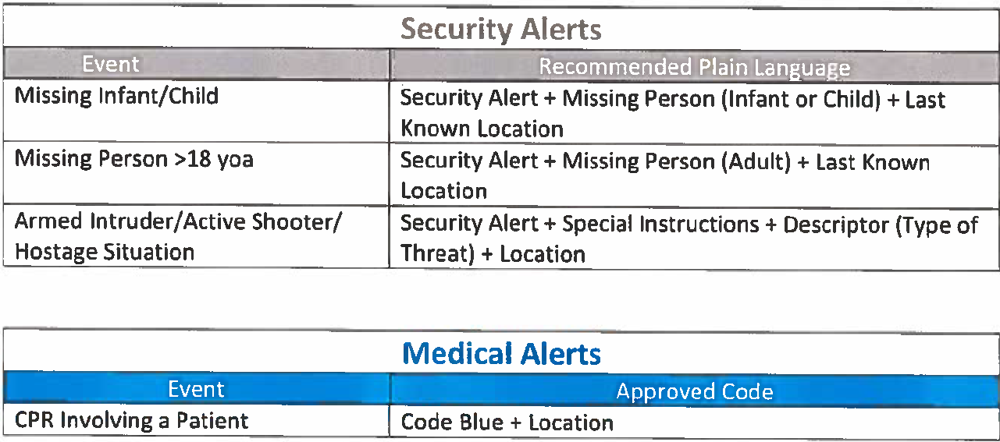 Security Alerts
Event Recommended Plain Language
Missing Infant/Child Security Alert + Missing Person (Infant or Child) + Last
Known Location
Missing Person >18 yoa Security Alert + Missing Person (Adult) + Last Known
Location
Armed Intruder/Active Shooter/ Security Alert + Special Instructions + Descriptor (Type of
Hostage Situation Threat) + Location
Medical Alerts
Event Approved Code
CPR Involving a Patient Code Blue + Location